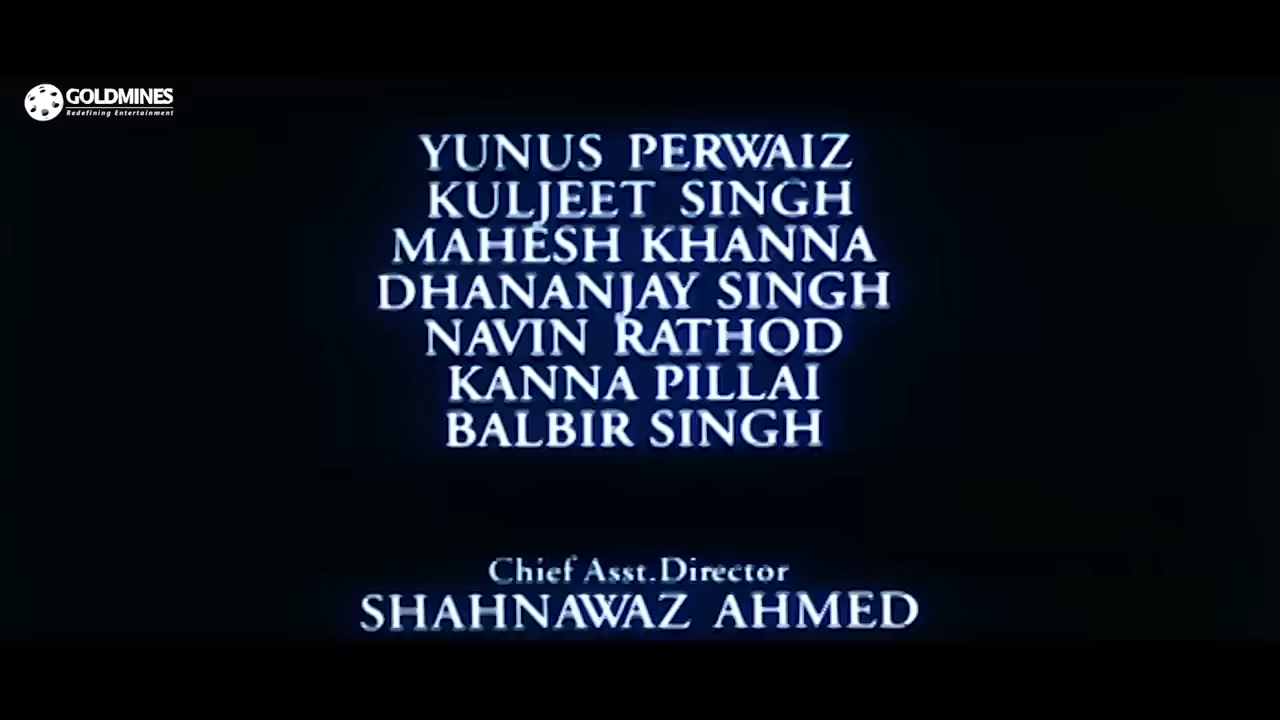 GOLDMINES
Redefining Entertainment
YUNUS PERWAIZ
KULJEET SINGH
MAHESH KHANNA
DHANANJAY SINGH
NAVIN RATHOD
KANNA PILLAI
BALBIR SINGH
Chief Asst.Director
SHAHNAWAZ AHMED